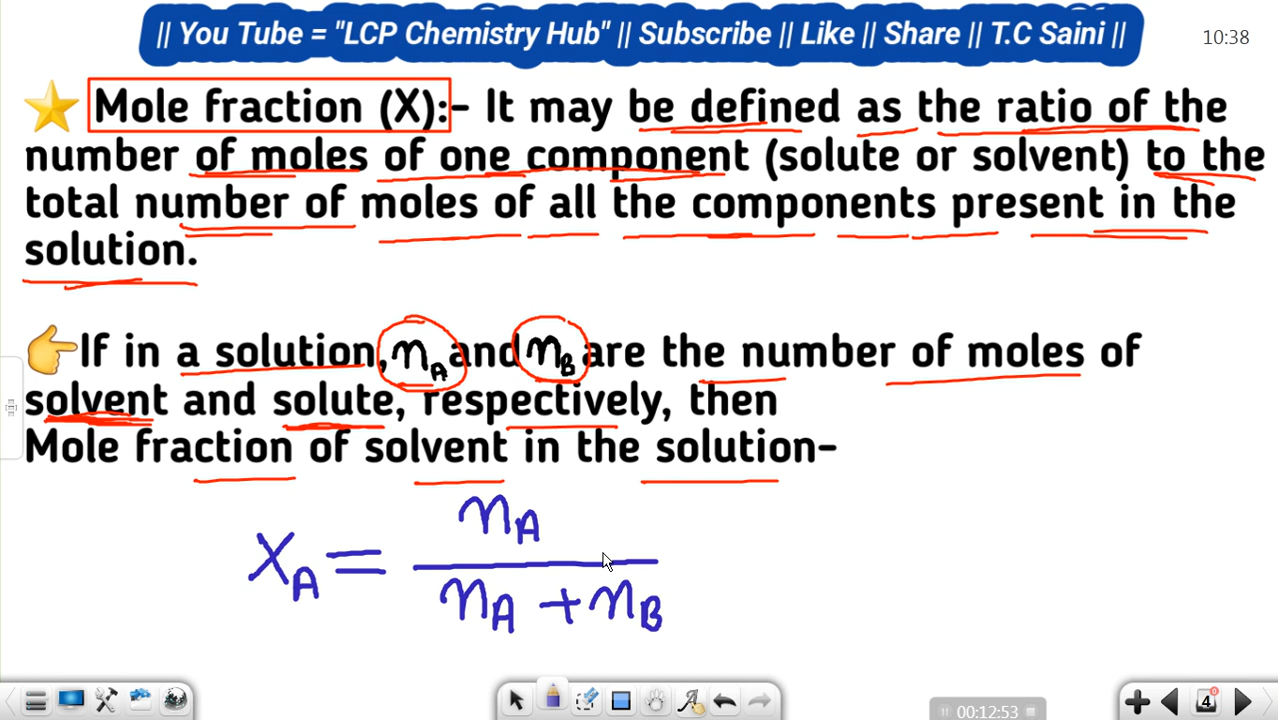 || You Tube = "LCP Chemistry Hub" || Subscribe || Like || Share || T.C Saini ||
10:38
Mole fraction (X):- It may be defined as the ratio of the
number of moles of one component (solute or solvent) to the
total number of moles of all the components present in the
solution.
If in a solution, nA and nB are the number of moles of
solvent and solute, respectively, then
Mole fraction of solvent in the solution-
nA
XA =
nA + nB
4
00:12:53